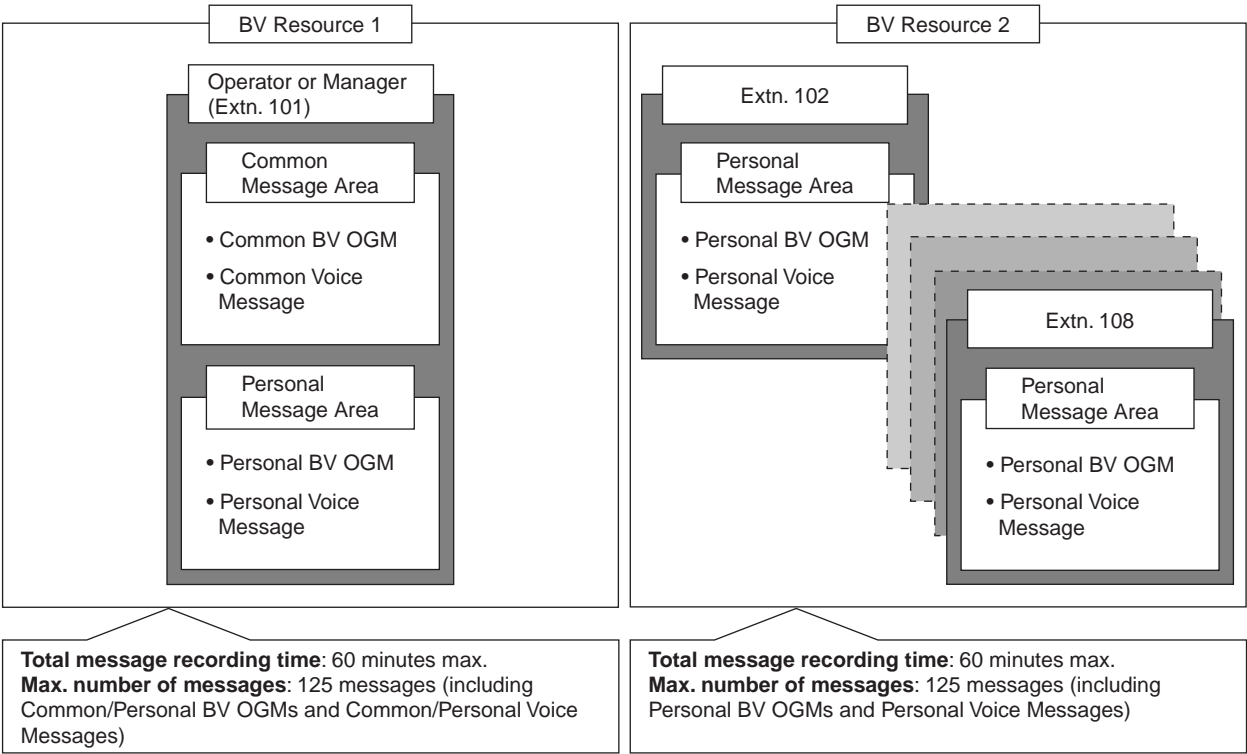 BV Resource 1
Operator or Manager
(Extn. 101)
Common
Message Area
• Common BV OGM
• Common Voice
Message
Personal
Message Area
• Personal BV OGM
• Personal Voice
Message
Total message recording time: 60 minutes max.
Max. number of messages: 125 messages (including
Common/Personal BV OGMs and Common/Personal Voice
Messages)
BV Resource 2
Extn. 102
Personal
Message Area
• Personal BV OGM
• Personal Voice
Message
Extn. 108
Personal
Message Area
• Personal BV OGM
• Personal Voice
Message
Total message recording time: 60 minutes max.
Max. number of messages: 125 messages (including
Personal BV OGMs and Personal Voice Messages)